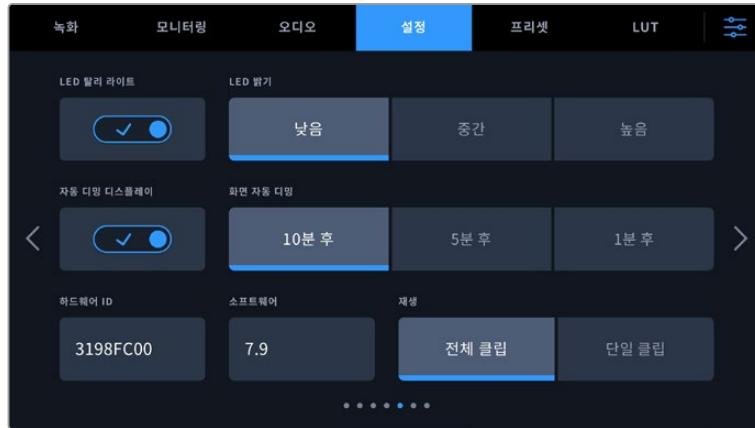 녹화 모니터링 오디오 설정 프리셋 LUT
LED 탈리 라이트 LED 밝기
낮음 중간 높음
자동 디밍 디스플레이 화면 자동 디밍
10분 후 5분 후 1분 후
하드웨어 ID 소프트웨어 재생
3198FC00 7.9 전체 클립 단일 클립